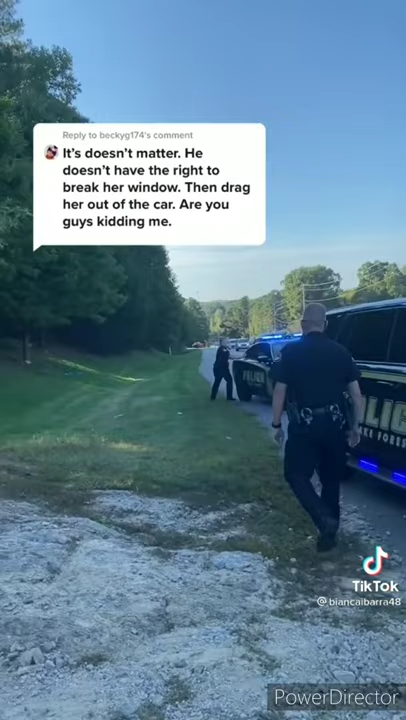 Reply to beckyg174's comment
It's doesn't matter. He
doesn't have the right to
break her window. Then drag
her out of the car. Are you
guys kidding me.
POLICE
TikTok
@biancaibarra48
PowerDirector